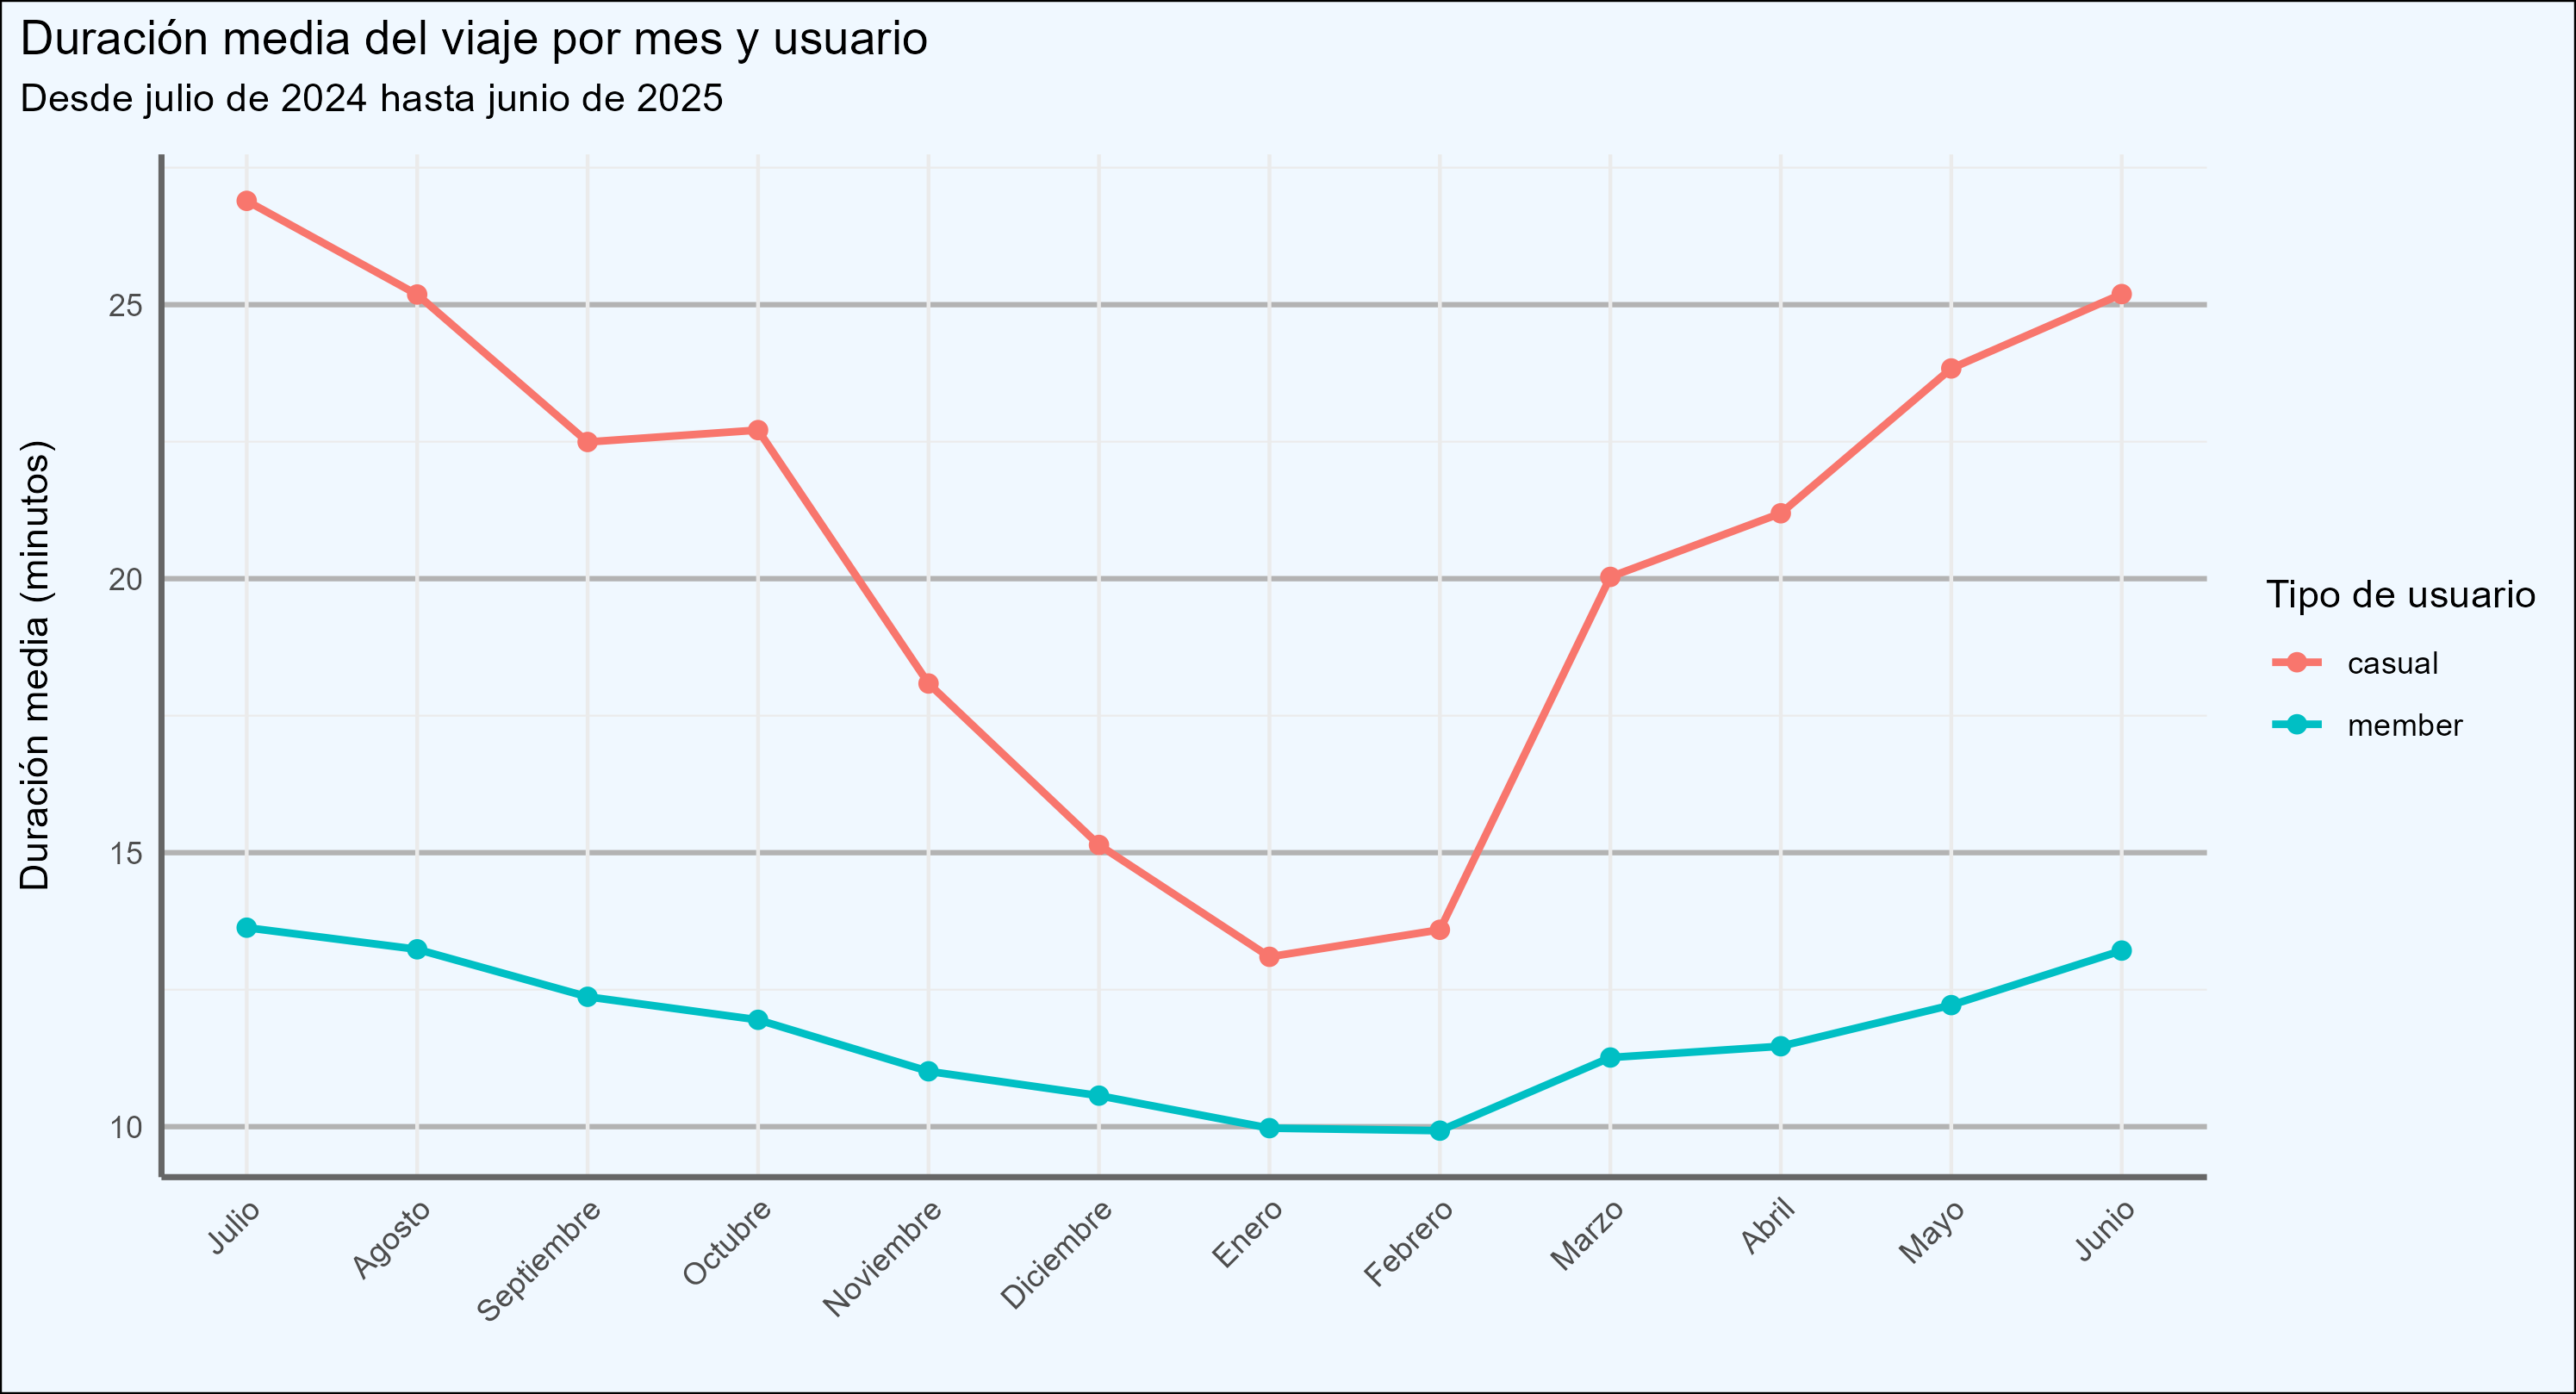 Duración media del viaje por mes y usuario
Desde julio de 2024 hasta junio de 2025
Duración media (minutos)
25
20
15
10
Julio
Agosto
Septiembre
Octubre
Noviembre
Diciembre
Enero
Febrero
Marzo
Abril
Mayo
Junio
Tipo de usuario
casual
member